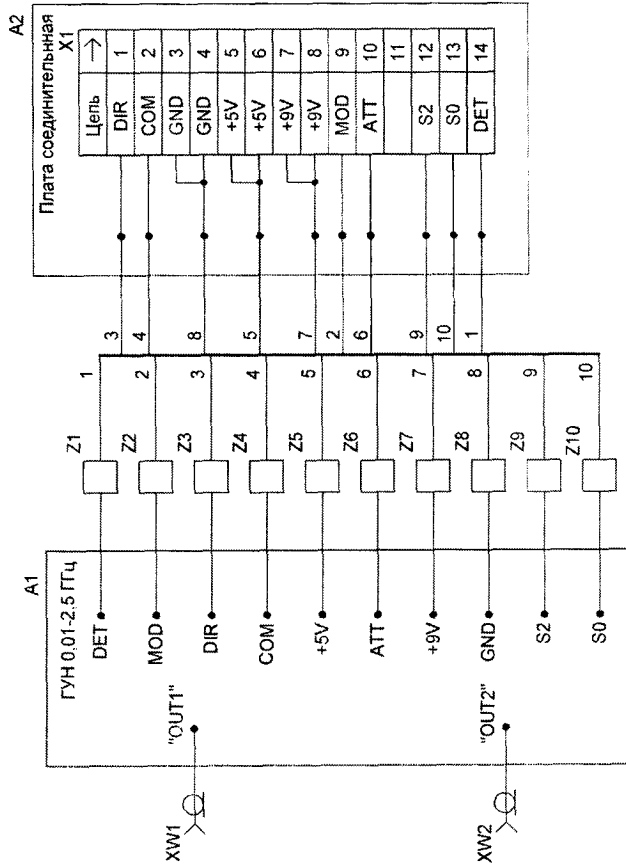 A2
Плата соединительнная
X1
Цепь →
DIR 1
COM 2
GND 3
GND 4
+5V 5
+5V 6
+9V 7
+9V 8
MOD 9
ATT 10
11
S2 12
S0 13
DET 14
3
4
8
5
7
2
6
9
10
1
1
2
3
4
5
6
7
8
9
10
Z1
Z2
Z3
Z4
Z5
Z6
Z7
Z8
Z9
Z10
A1
ГУН 0,01-2,5 ГГц
DET
MOD
DIR
COM
+5V
ATT
+9V
GND
S2
S0
"OUT1"
"OUT2"
XW1
XW2